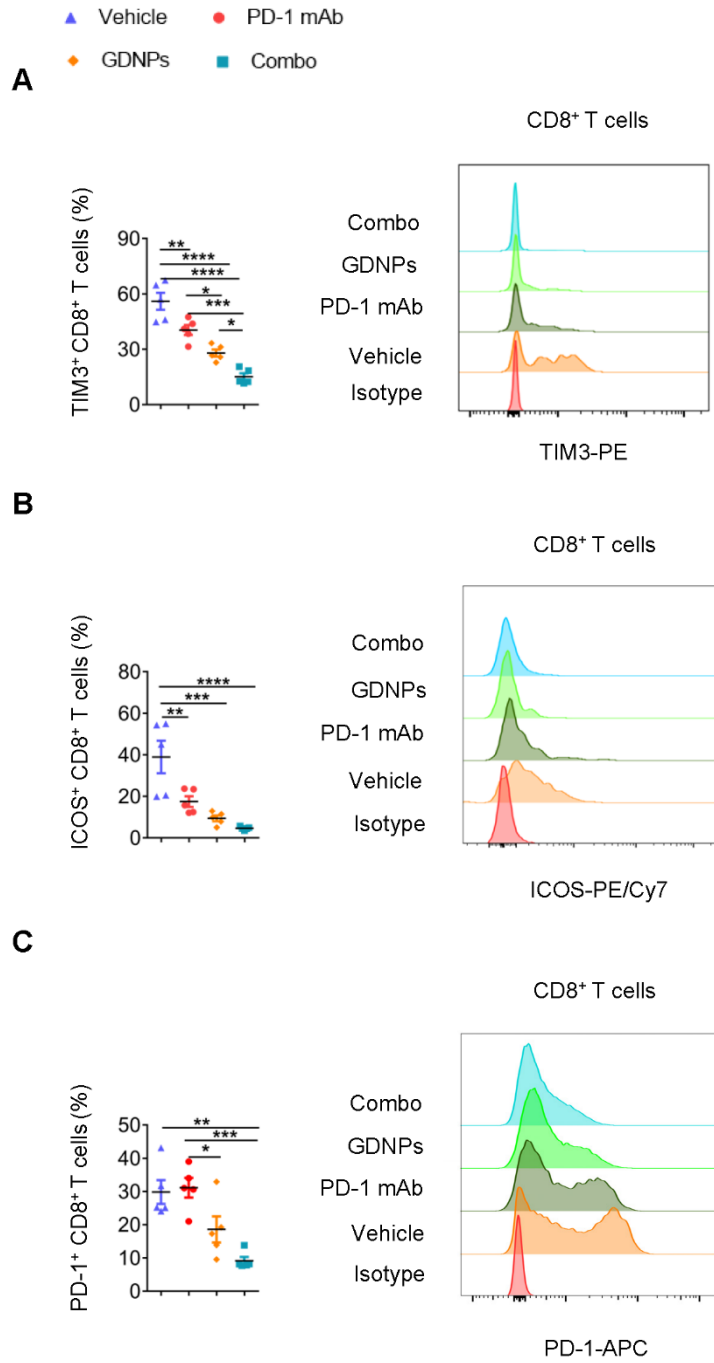 Vehicle PD-1 mAb
GDNPs Combo
A
CD8⁺ T cells
TIM3⁺ CD8⁺ T cells (%)
90
60
30
0
**
****
****
*
***
*
Combo
GDNPs
PD-1 mAb
Vehicle
Isotype
TIM3-PE
B
CD8⁺ T cells
ICOS⁺ CD8⁺ T cells (%)
80
60
40
20
0
****
***
**
Combo
GDNPs
PD-1 mAb
Vehicle
Isotype
ICOS-PE/Cy7
C
CD8⁺ T cells
PD-1⁺ CD8⁺ T cells (%)
50
40
30
20
10
0
**
***
*
Combo
GDNPs
PD-1 mAb
Vehicle
Isotype
PD-1-APC